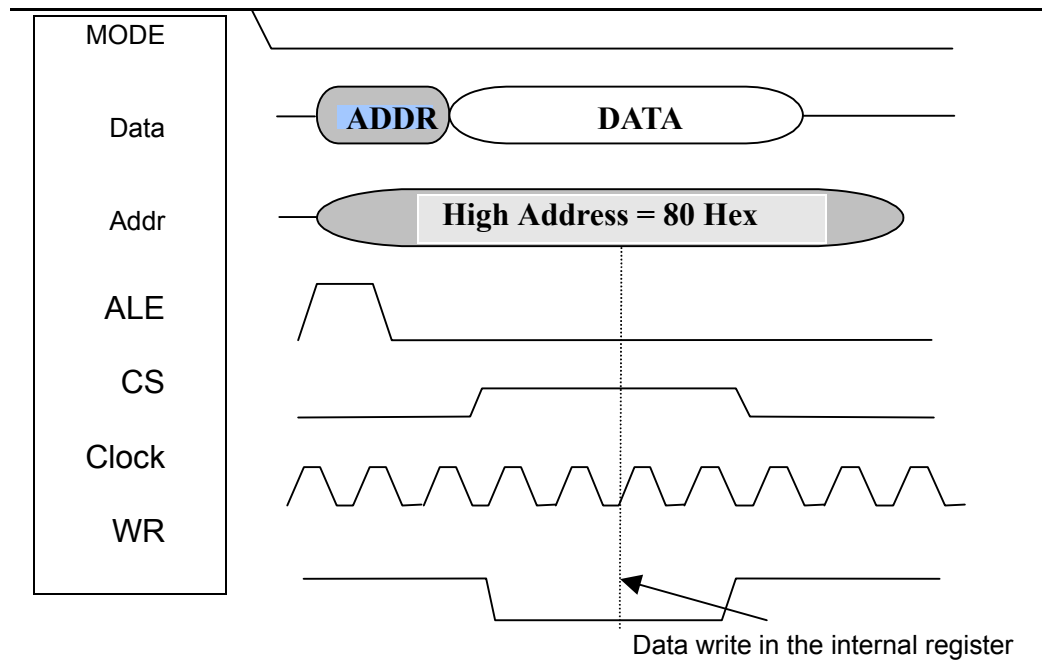 MODE
Data
ADDR DATA
Addr
High Address = 80 Hex
ALE
CS
Clock
WR
Data write in the internal register